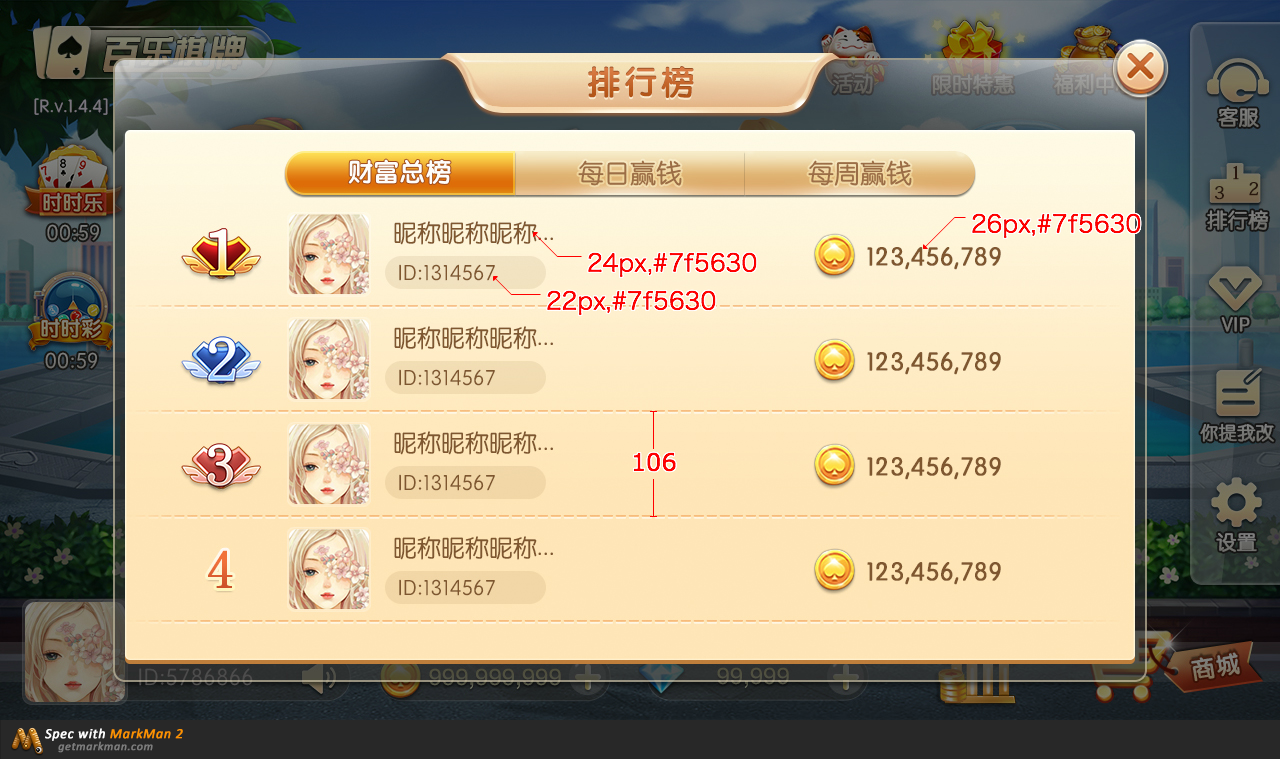 百乐棋牌
[R.v.1.4.4]
排行榜
活动
限时特惠
福利中
客服
财富总榜
每日赢钱
每周赢钱
时时乐
00:59
1
昵称昵称昵称...
ID:1314567
123,456,789
24px,#7f5630
22px,#7f5630
26px,#7f5630
1
2
3
排行榜
时时彩
00:59
2
昵称昵称昵称...
ID:1314567
123,456,789
VIP
3
昵称昵称昵称...
ID:1314567
106
123,456,789
你提我改
4
昵称昵称昵称...
ID:1314567
123,456,789
设置
ID:5786866
999,999,999
99,999
商城
Spec with MarkMan 2
getmarkman.com